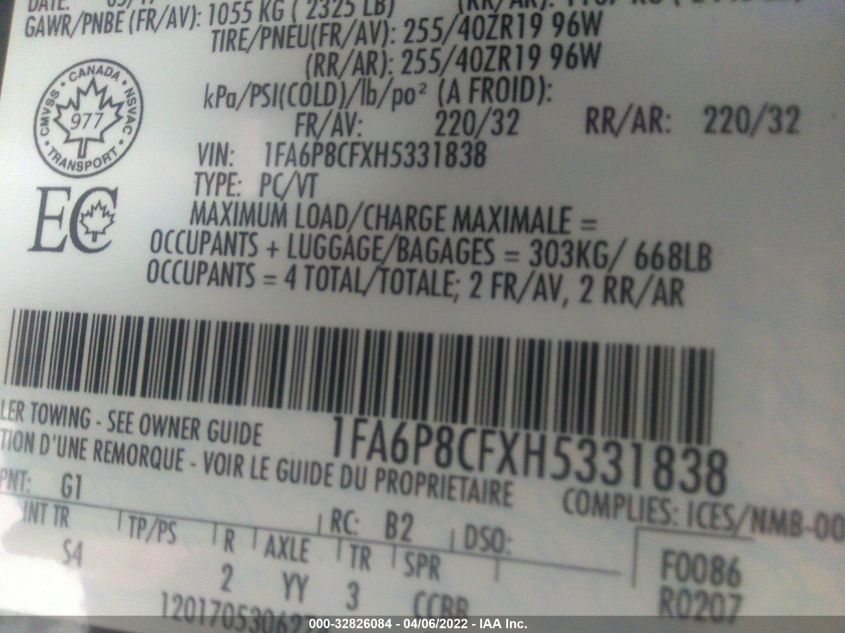 DATE:
GAWR/PNBE (FR/AV): 1055 KG ( 2325 LB) (RR/AR):
TIRE/PNEU(FR/AV): 255/40ZR19 96W
(RR/AR): 255/40ZR19 96W
kPa/PSI(COLD)/lb/po² (A FROID):
FR/AV: 220/32 RR/AR: 220/32
CMVSS · CANADA · NSVAC
977
· TRANSPORT ·
VIN: 1FA6P8CFXH5331838
TYPE: PC/VT
EC
MAXIMUM LOAD/CHARGE MAXIMALE =
OCCUPANTS + LUGGAGE/BAGAGES = 303KG/ 668LB
OCCUPANTS = 4 TOTAL/TOTALE; 2 FR/AV, 2 RR/AR
LER TOWING - SEE OWNER GUIDE
1FA6P8CFXH5331838
TION D'UNE REMORQUE - VOIR LE GUIDE DU PROPRIETAIRE
PNT: G1
COMPLIES: ICES/NMB-00
RC: B2 DSO:
INT TR TP/PS R AXLE TR SPR
S4 2 YY 3 CCBB
F0086
R0207
000-32826084 - 04/06/2022 - IAA Inc.